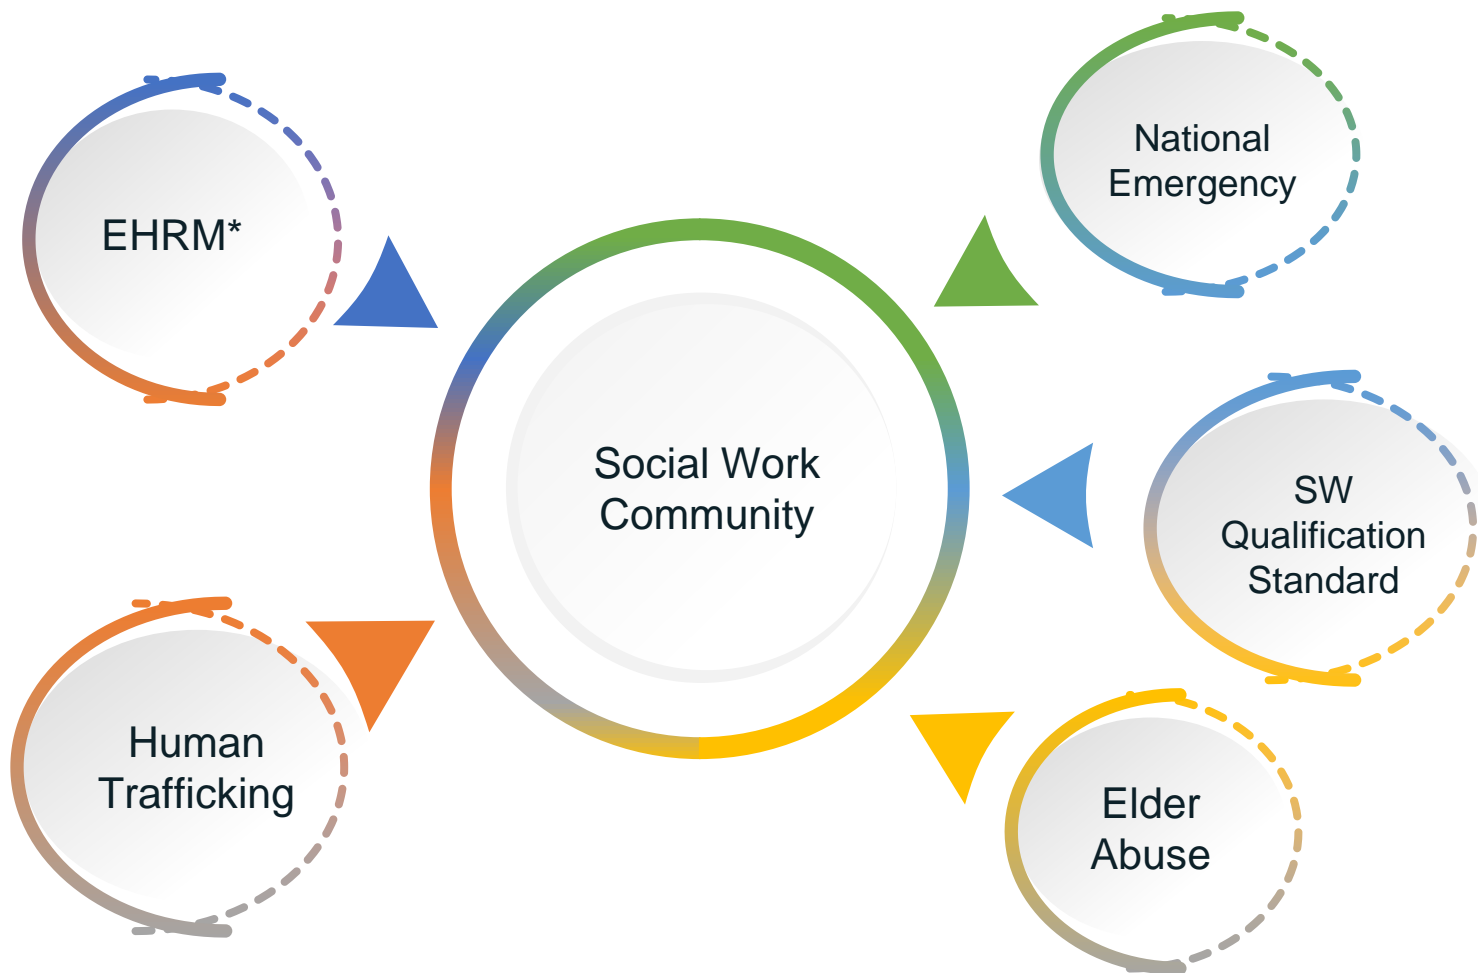 EHRM*
National
Emergency
Social Work
Community
SW
Qualification
Standard
Human
Trafficking
Elder
Abuse